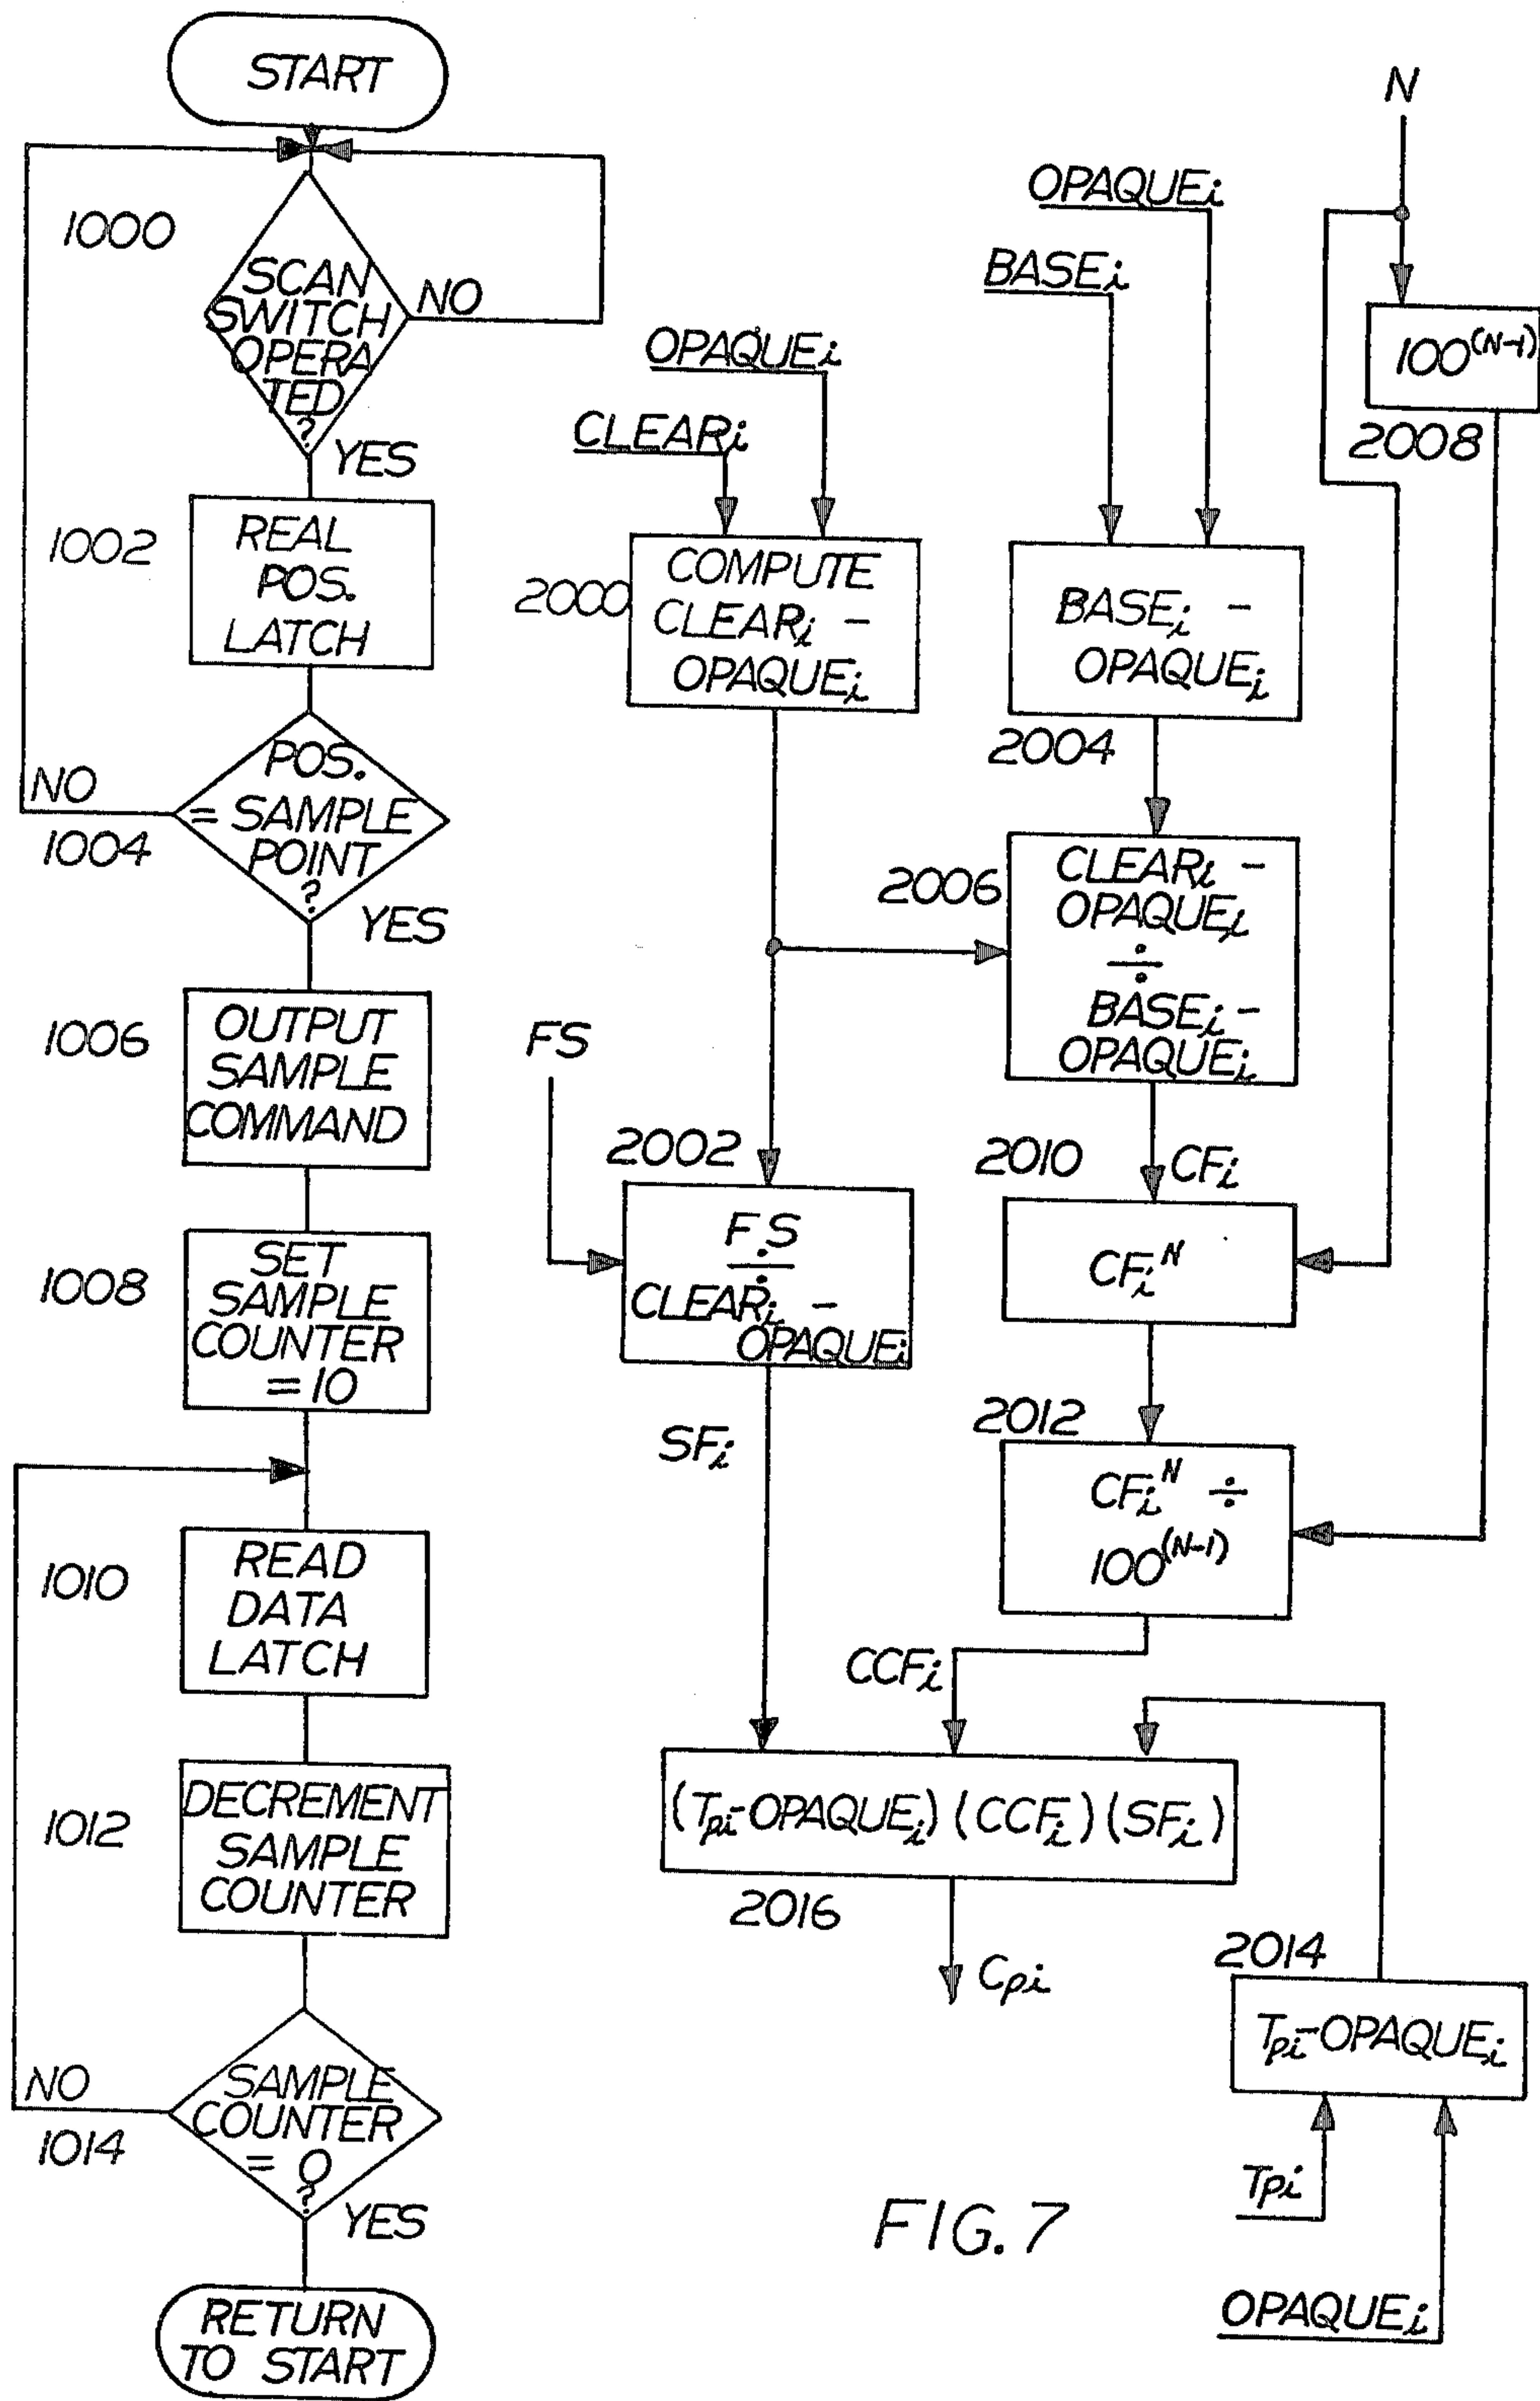 START
1000
SCAN
SWITCH
OPERA
TED
?
NO
YES
1002
REAL
POS.
LATCH
POS.
= SAMPLE
POINT
?
NO
1004
YES
1006
OUTPUT
SAMPLE
COMMAND
1008
SET
SAMPLE
COUNTER
= 10
1010
READ
DATA
LATCH
1012
DECREMENT
SAMPLE
COUNTER
SAMPLE
COUNTER
= 0
?
NO
1014
YES
RETURN
TO START
OPAQUEi
CLEARi
2000
COMPUTE
CLEARi -
OPAQUEi
FS
2002
F.S
÷
CLEARi -
OPAQUEi
SFi
OPAQUEi
BASEi
BASEi -
OPAQUEi
2004
2006
CLEARi -
OPAQUEi
÷
BASEi-
OPAQUEi
2010
CFi
CFi^N
2012
CFi^N ÷
100^(N-1)
CCFi
N
100^(N-1)
2008
(Tpi-OPAQUEi)(CCFi)(SFi)
2016
Cpi
2014
Tpi-OPAQUEi
Tpi
OPAQUEi
FIG. 7